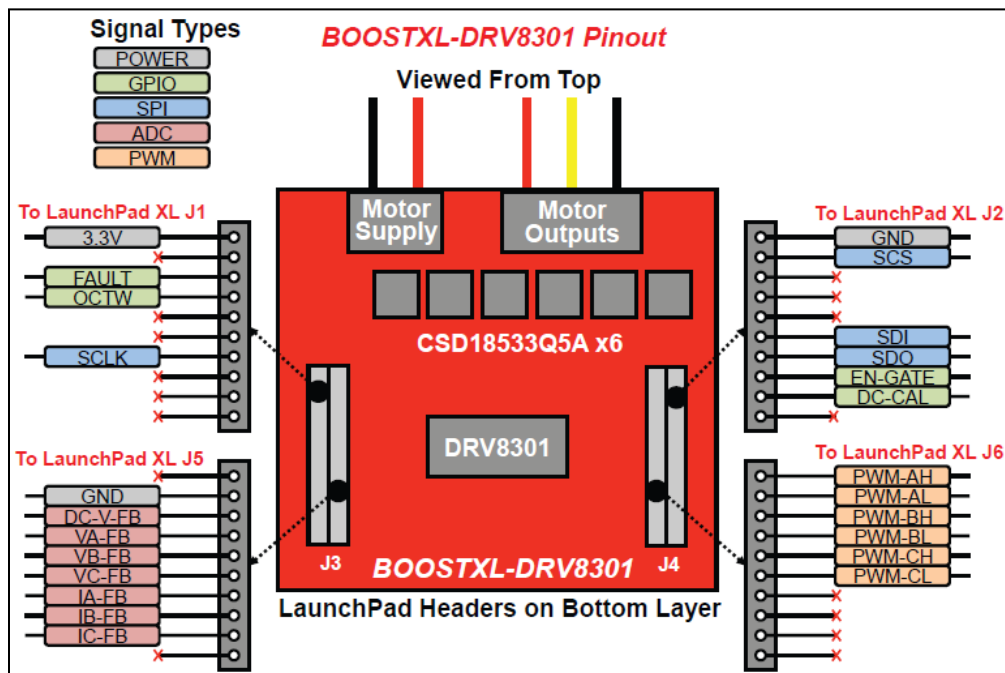 Signal Types
POWER
GPIO
SPI
ADC
PWM
BOOSTXL-DRV8301 Pinout
Viewed From Top
Motor
Supply
Motor
Outputs
CSD18533Q5A x6
DRV8301
J3
J4
BOOSTXL-DRV8301
LaunchPad Headers on Bottom Layer
To LaunchPad XL J1
3.3V
FAULT
OCTW
SCLK
To LaunchPad XL J5
GND
DC-V-FB
VA-FB
VB-FB
VC-FB
IA-FB
IB-FB
IC-FB
To LaunchPad XL J2
GND
SCS
SDI
SDO
EN-GATE
DC-CAL
To LaunchPad XL J6
PWM-AH
PWM-AL
PWM-BH
PWM-BL
PWM-CH
PWM-CL